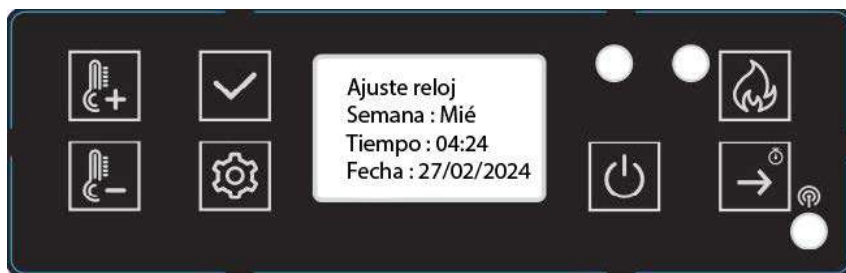 Ajuste reloj
Semana : Mié
Tiempo : 04:24
Fecha : 27/02/2024